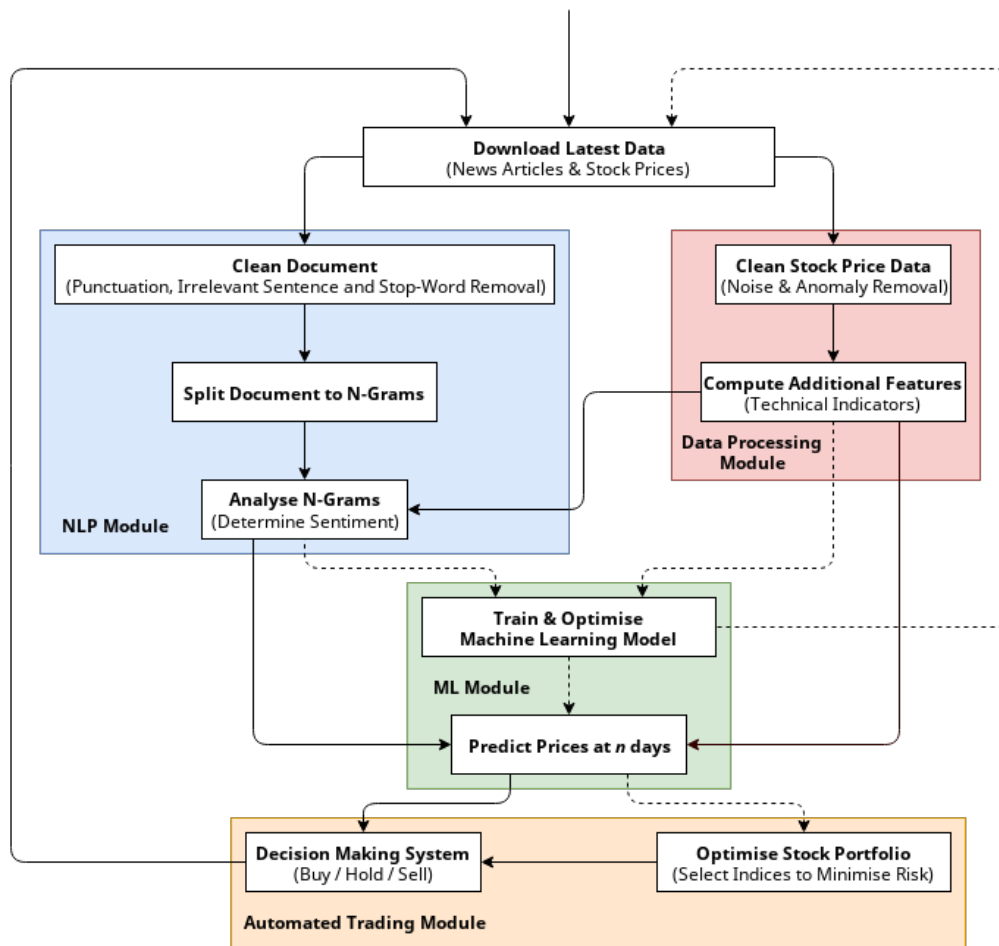 Download Latest Data
(News Articles & Stock Prices)
Clean Document
(Punctuation, Irrelevant Sentence and Stop-Word Removal)
Clean Stock Price Data
(Noise & Anomaly Removal)
Split Document to N-Grams
Compute Additional Features
(Technical Indicators)
Data Processing
Module
Analyse N-Grams
(Determine Sentiment)
NLP Module
Train & Optimise
Machine Learning Model
ML Module
Predict Prices at n days
Decision Making System
(Buy / Hold / Sell)
Optimise Stock Portfolio
(Select Indices to Minimise Risk)
Automated Trading Module